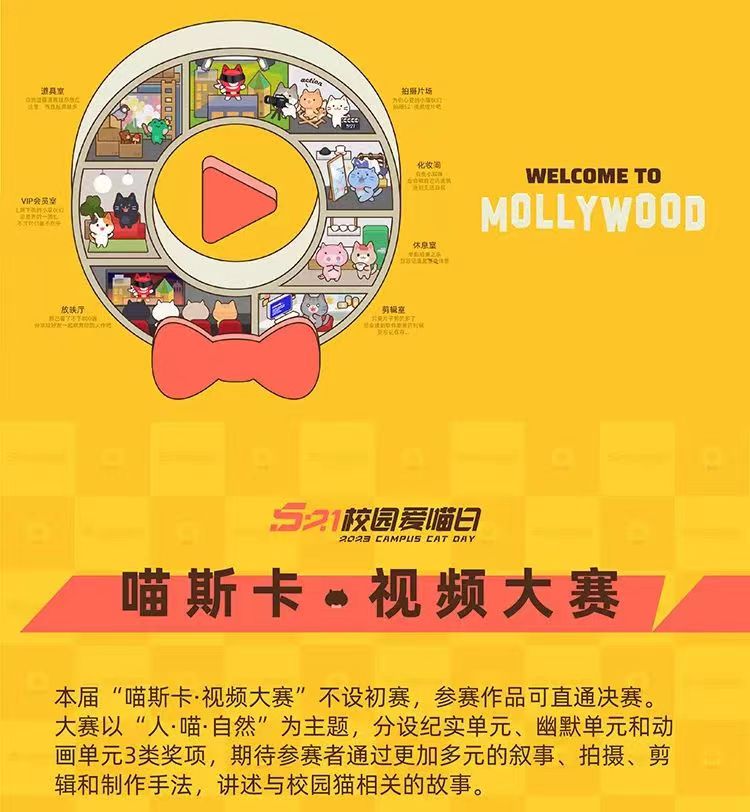 道具室
action
拍摄片场
5·21
WELCOME TO
MOLLYWOOD
化妆间
VIP会员室
休息室
放映厅
剪辑室
5·21校园爱喵日
2023 CAMPUS CAT DAY
喵斯卡·视频大赛
本届“喵斯卡·视频大赛”不设初赛，参赛作品可直通决赛。
大赛以“人·喵·自然”为主题，分设纪实单元、幽默单元和动
画单元3类奖项，期待参赛者通过更加多元的叙事、拍摄、剪
辑和制作手法，讲述与校园猫相关的故事。